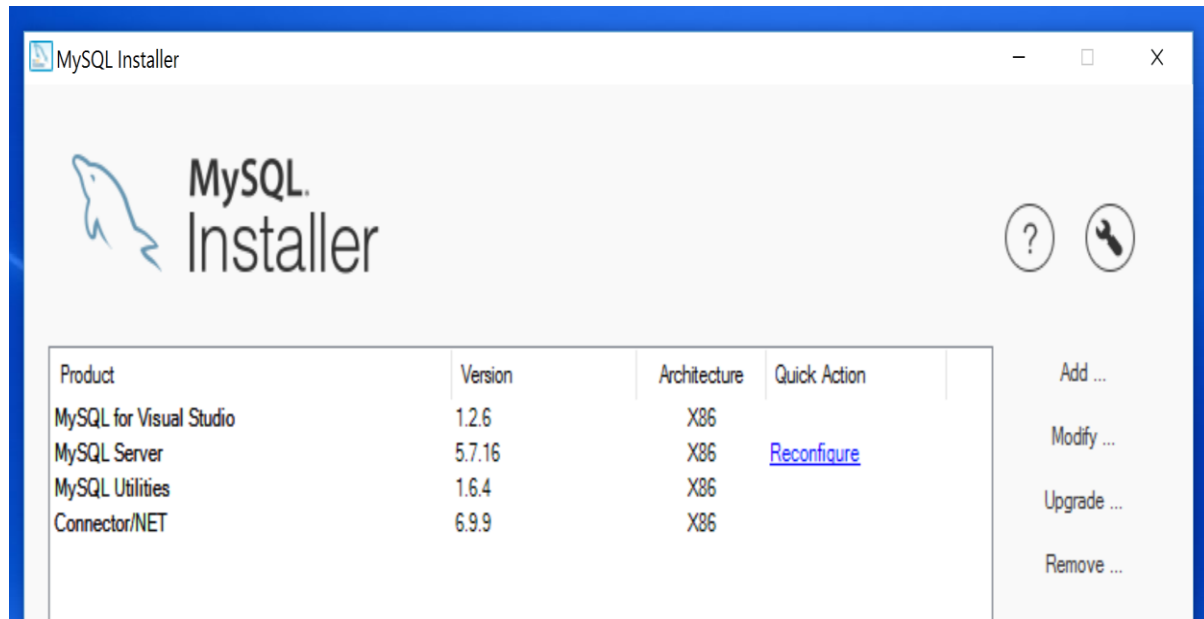 MySQL Installer
MySQL.
Installer
?
Product Version Architecture Quick Action
MySQL for Visual Studio 1.2.6 X86
MySQL Server 5.7.16 X86 Reconfigure
MySQL Utilities 1.6.4 X86
Connector/NET 6.9.9 X86
Add ...
Modify ...
Upgrade ...
Remove ...